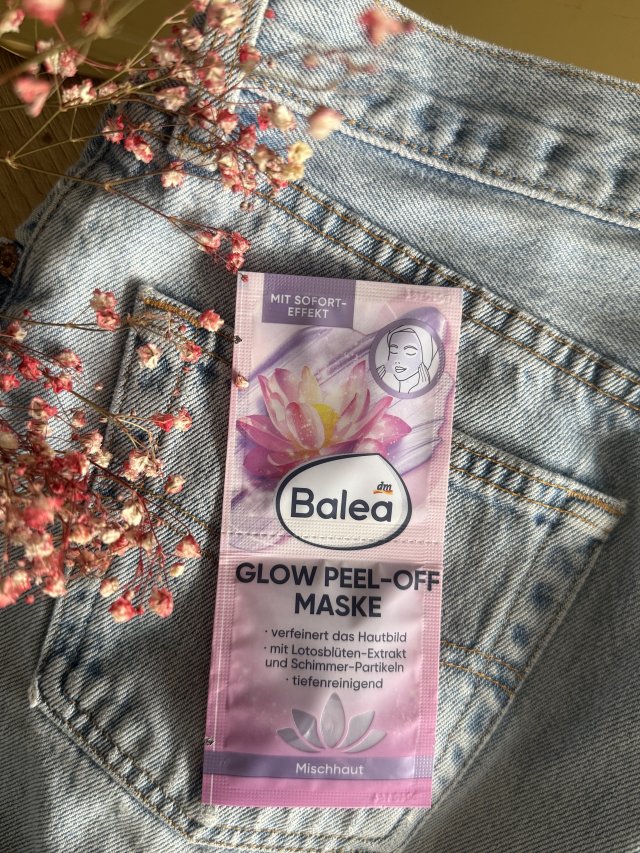 MIT SOFORT-
EFFEKT
dm
Balea
GLOW PEEL-OFF
MASKE
· verfeinert das Hautbild
· mit Lotosblüten-Extrakt
und Schimmer-Partikeln
· tiefenreinigend
Mischhaut